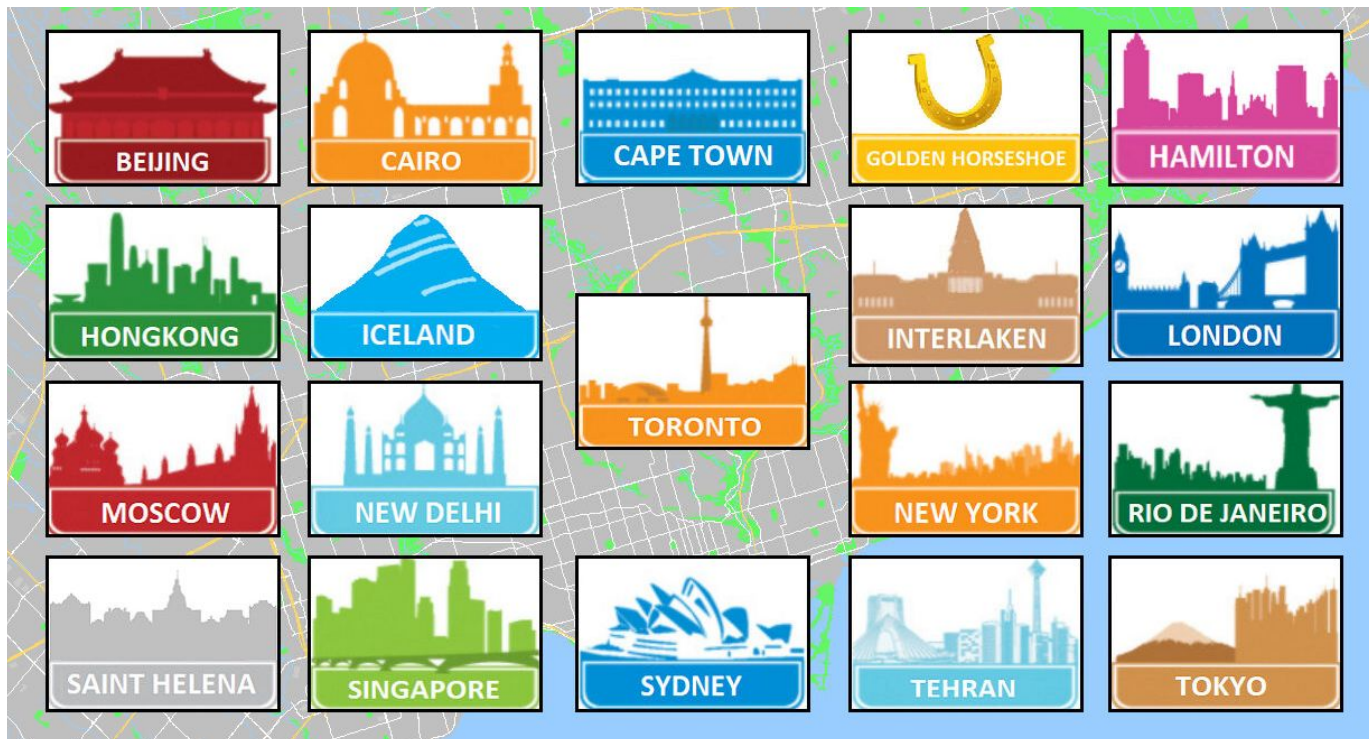 BEIJING
CAIRO
CAPE TOWN
GOLDEN HORSESHOE
HAMILTON
HONGKONG
ICELAND
INTERLAKEN
LONDON
TORONTO
MOSCOW
NEW DELHI
NEW YORK
RIO DE JANEIRO
SAINT HELENA
SINGAPORE
SYDNEY
TEHRAN
TOKYO